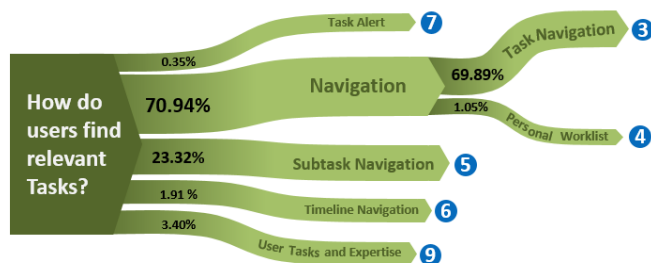 How do
users find
relevant
Tasks?
0.35%
Task Alert
7
70.94%
Navigation
69.89%
Task Navigation
3
1.05%
Personal Worklist
4
23.32%
Subtask Navigation
5
1.91 %
Timeline Navigation
6
3.40%
User Tasks and Expertise
9